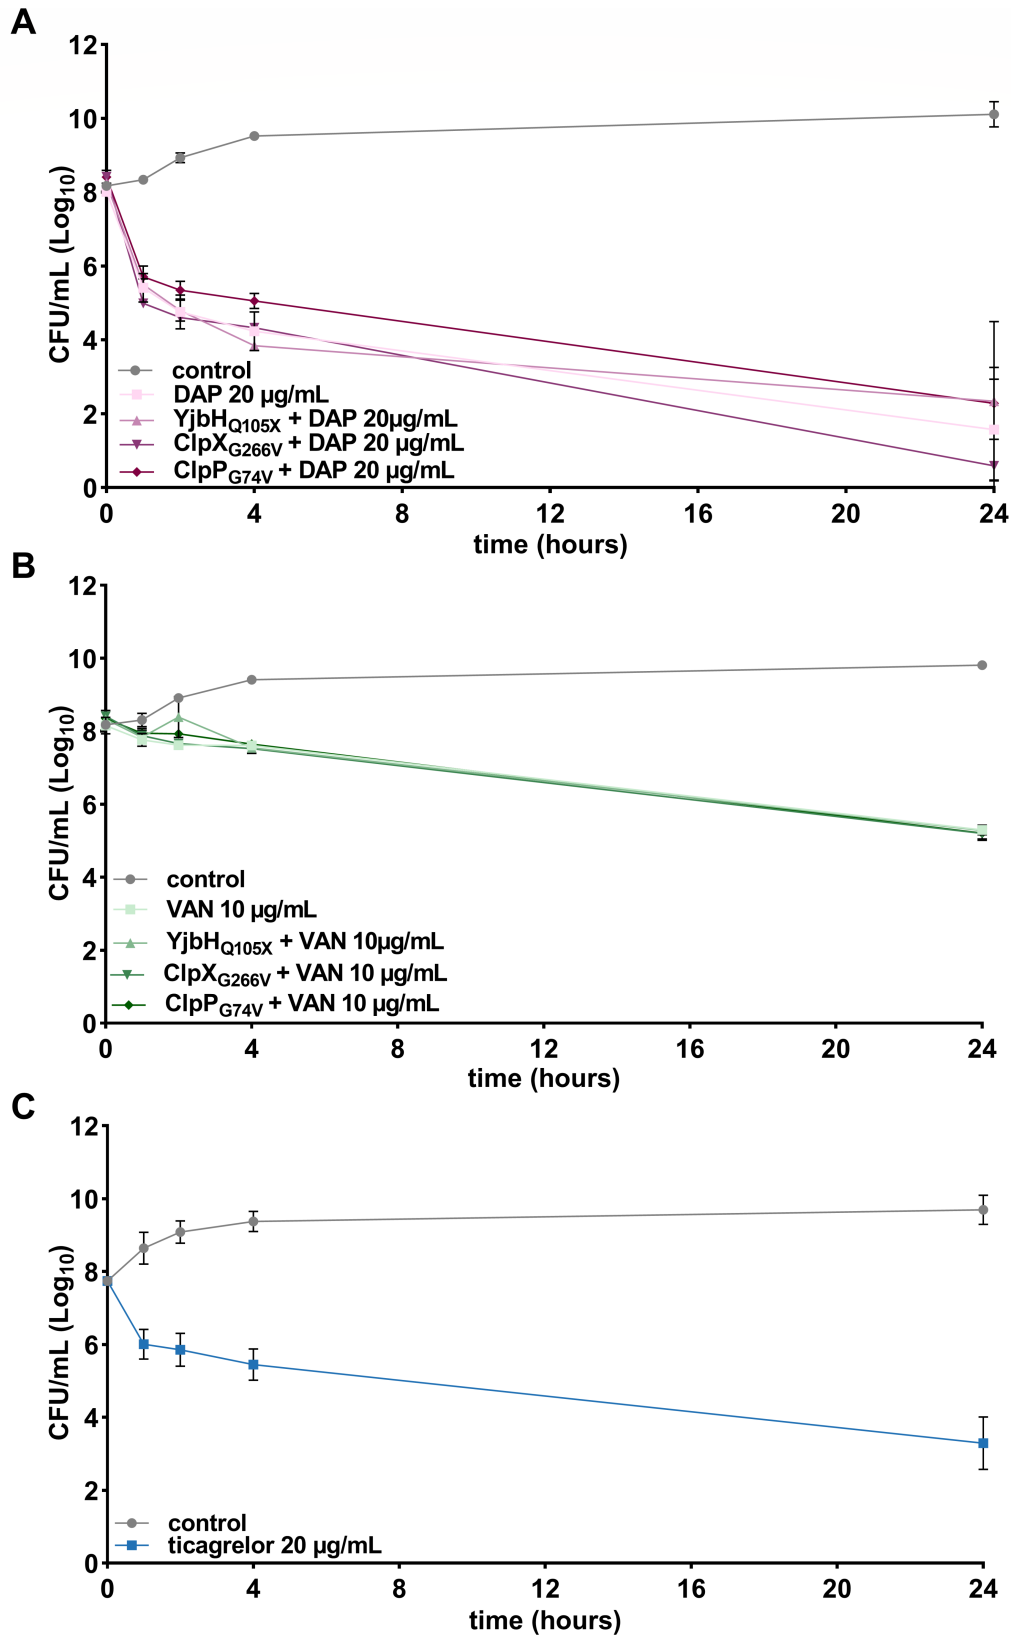 A
12
10
8
6
4
2
0
CFU/mL (Log10)
control
DAP 20 µg/mL
YjbHQ105X + DAP 20µg/mL
ClpXG266V + DAP 20 µg/mL
ClpPG74V + DAP 20 µg/mL
0 4 8 12 16 20 24
time (hours)
B
12
10
8
6
4
2
0
CFU/mL (Log10)
control
VAN 10 µg/mL
YjbHQ105X + VAN 10µg/mL
ClpXG266V + VAN 10 µg/mL
ClpPG74V + VAN 10 µg/mL
0 4 8 12 16 20 24
time (hours)
C
12
10
8
6
4
2
0
CFU/mL (Log10)
control
ticagrelor 20 µg/mL
0 4 8 12 16 20 24
time (hours)